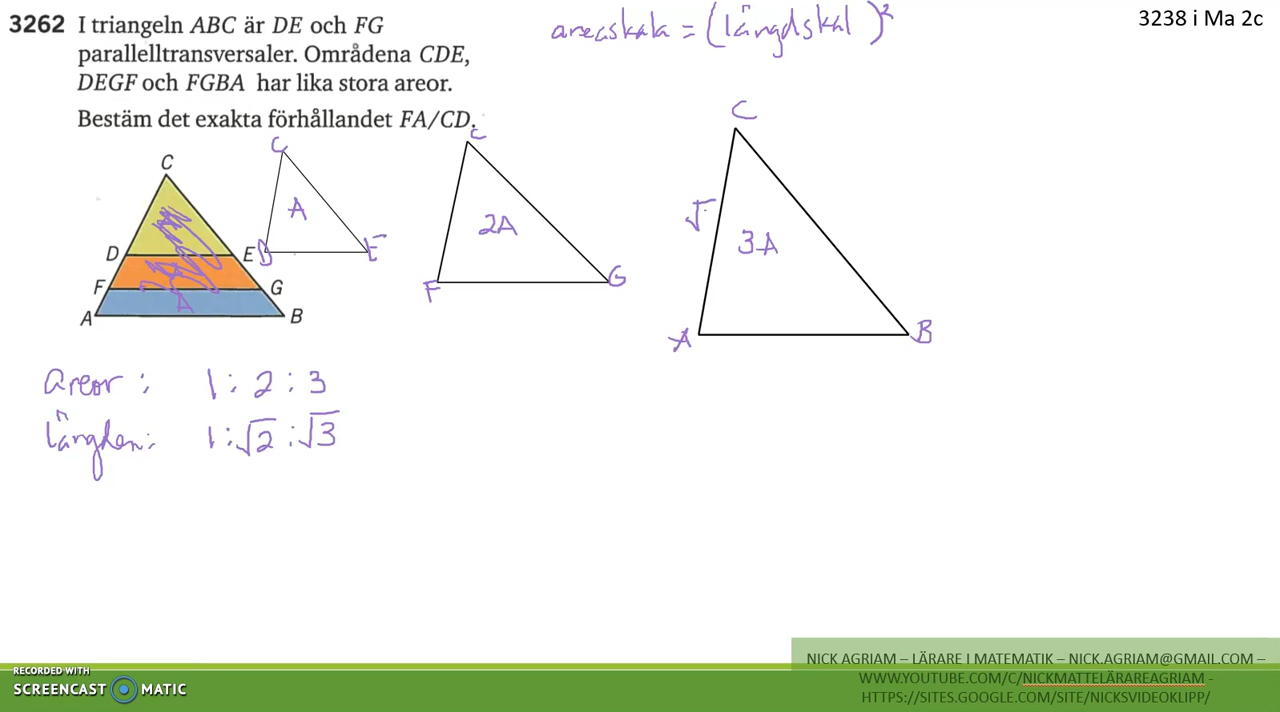 3262 I triangeln ABC är DE och FG
parallelltransversaler. Områdena CDE,
DEGF och FGBA har lika stora areor.
Bestäm det exakta förhållandet FA/CD.
areaskala = (längdskal)²
3238 i Ma 2c
C
D E
F G
A B
A
C
A
D E
C
2A
F G
C
√
3A
A B
Areor : 1 : 2 : 3
längden: 1 : √2 : √3
RECORDED WITH
SCREENCAST MATIC
NICK AGRIAM – LÄRARE I MATEMATIK – NICK.AGRIAM@GMAIL.COM –
WWW.YOUTUBE.COM/C/NICKMATTELÄRAREAGRIAM -
HTTPS://SITES.GOOGLE.COM/SITE/NICKSVIDEOKLIPP/